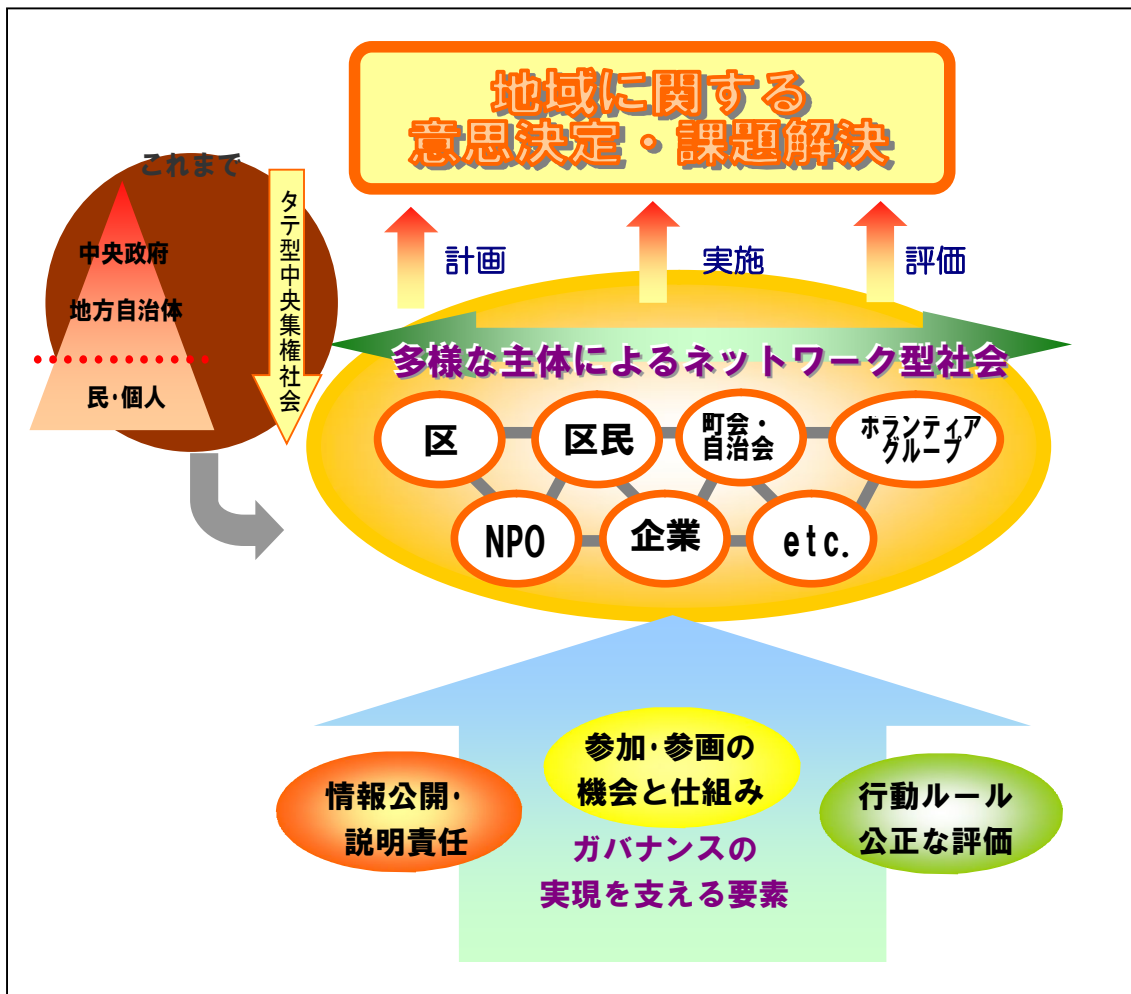 地域に関する
意思決定・課題解決
これまで
中央政府
地方自治体
民・個人
タテ型中央集権社会
計画
実施
評価
多様な主体によるネットワーク型社会
区
区民
町会・
自治会
ホランティア
グループ
NPO
企業
etc.
参加・参画の
機会と仕組み
情報公開・
説明責任
行動ルール
公正な評価
ガバナンスの
実現を支える要素